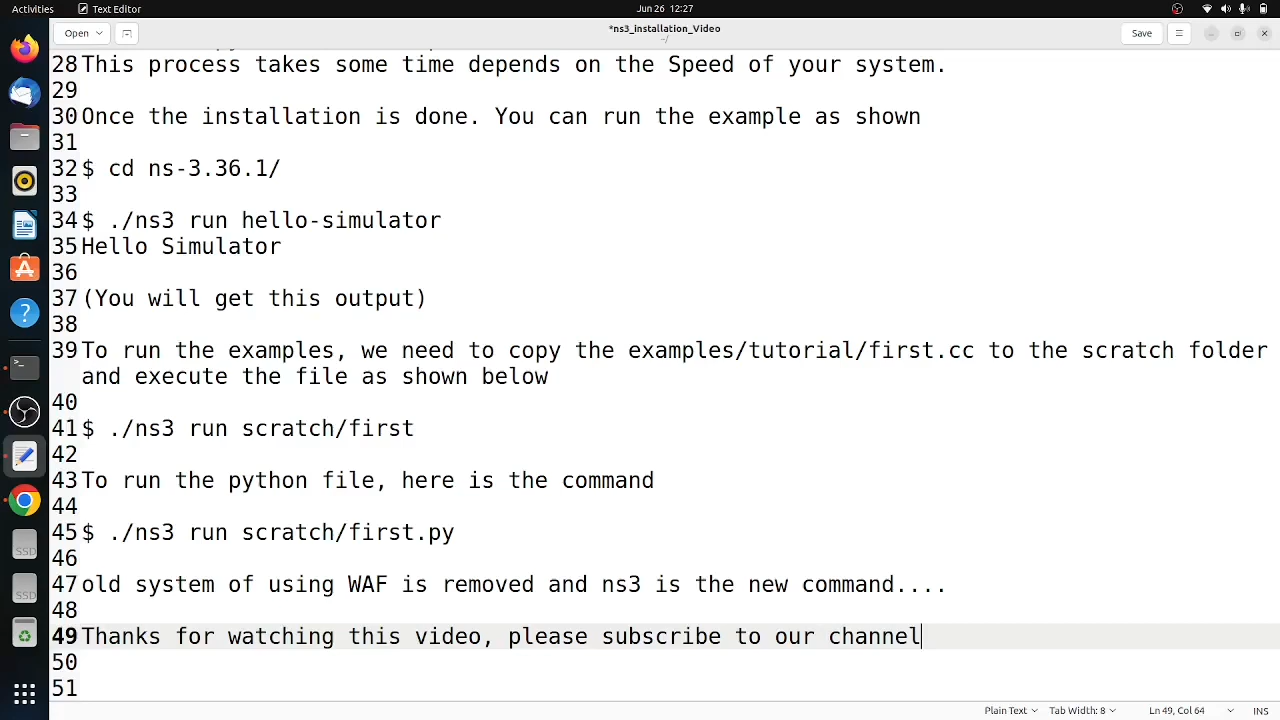 Activities
Text Editor
Jun 26 12:27
Open
*ns3_installation_Video
~/
Save
28 This process takes some time depends on the Speed of your system.
29
30 Once the installation is done. You can run the example as shown
31
32 $ cd ns-3.36.1/
33
34 $ ./ns3 run hello-simulator
35 Hello Simulator
36
37 (You will get this output)
38
39 To run the examples, we need to copy the examples/tutorial/first.cc to the scratch folder
and execute the file as shown below
40
41 $ ./ns3 run scratch/first
42
43 To run the python file, here is the command
44
45 $ ./ns3 run scratch/first.py
46
47 old system of using WAF is removed and ns3 is the new command....
48
49 Thanks for watching this video, please subscribe to our channel
50
51
SSD
SSD
Plain Text
Tab Width: 8
Ln 49, Col 64
INS